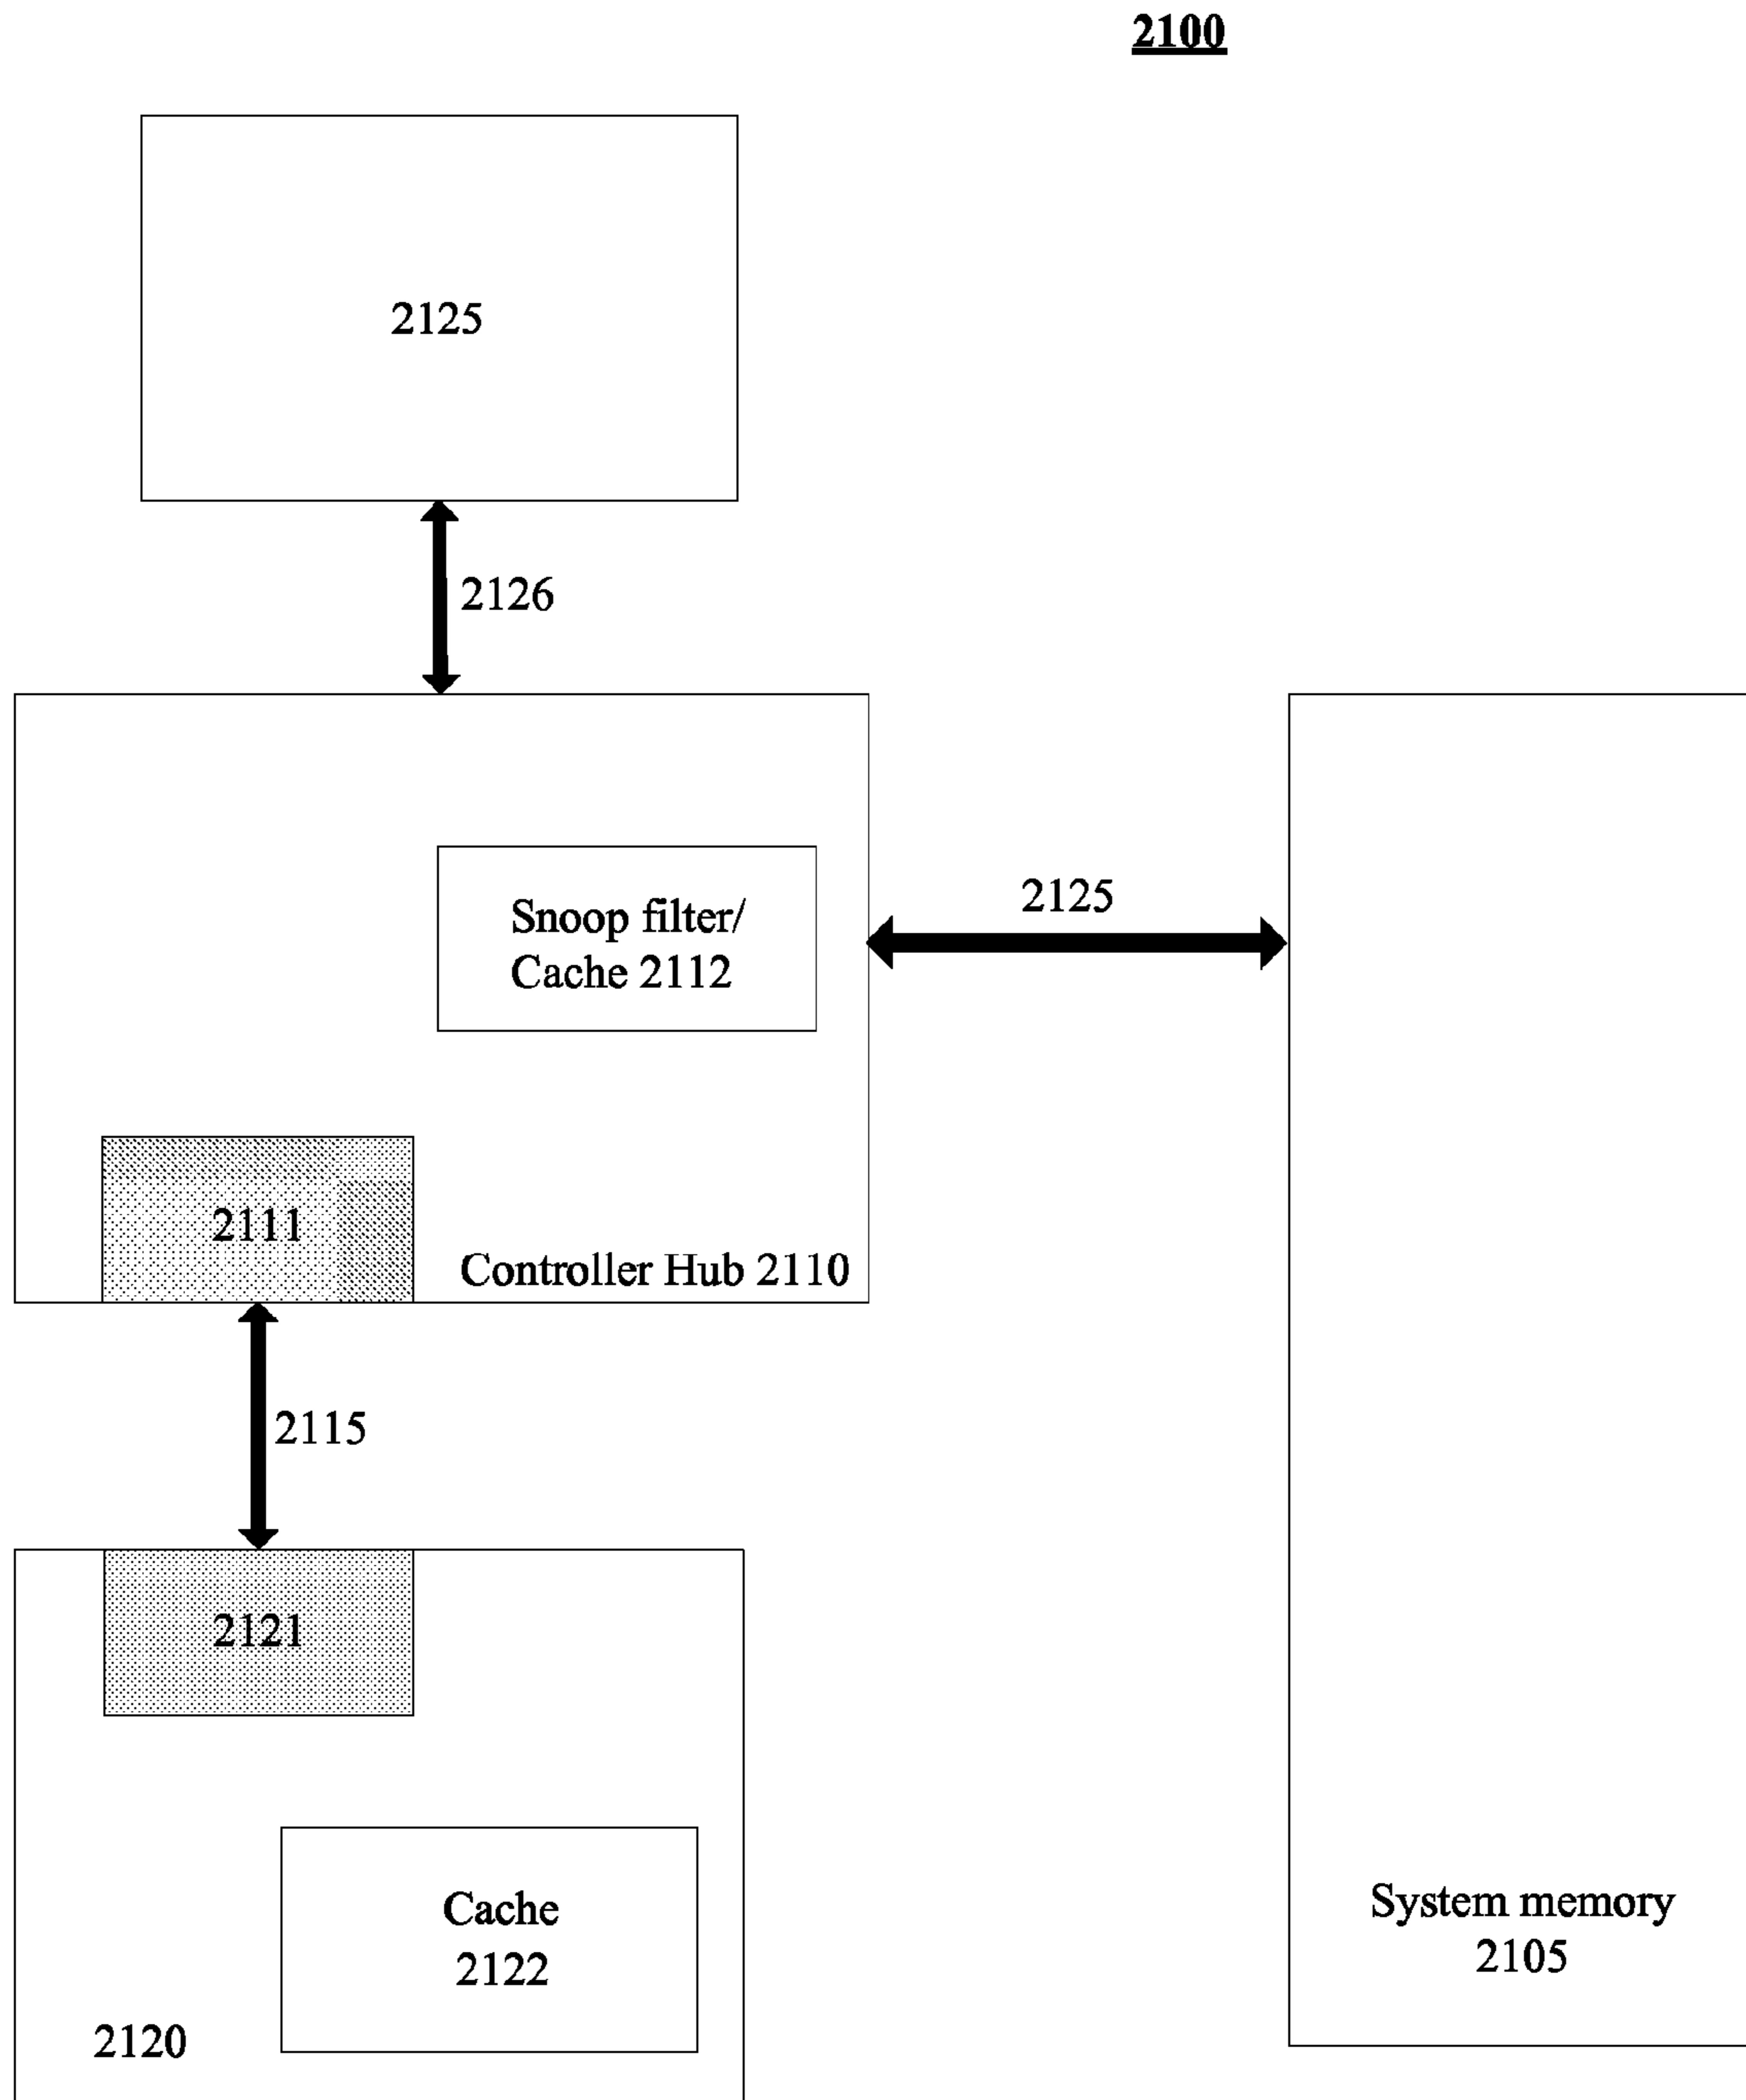 2100
2125
2126
Snoop filter/
Cache 2112
2125
2111
Controller Hub 2110
2115
2121
Cache
2122
2120
System memory
2105